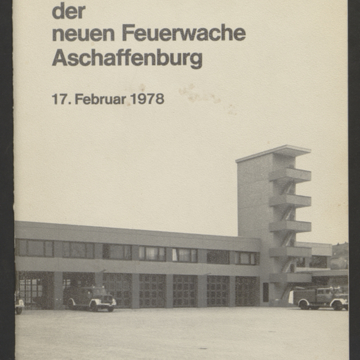 der
neuen Feuerwache
Aschaffenburg
17. Februar 1978